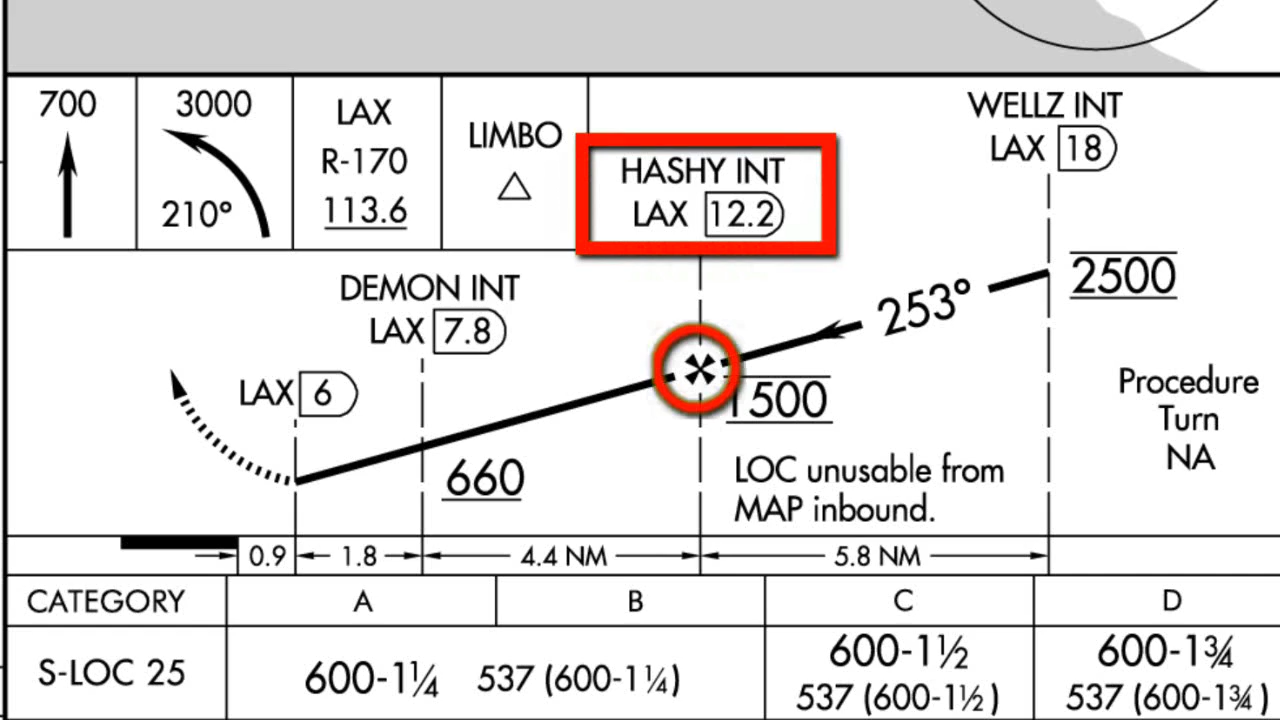 700
3000
210°
LAX
R-170
113.6
LIMBO
HASHY INT
LAX 12.2
WELLZ INT
LAX 18
DEMON INT
LAX 7.8
LAX 6
253°
2500
1500
660
LOC unusable from
MAP inbound.
Procedure
Turn
NA
0.9 1.8 4.4 NM 5.8 NM
CATEGORY A B C D
S-LOC 25 600-1¼ 537 (600-1¼) 600-1½ 600-1¾
537 (600-1½) 537 (600-1¾)